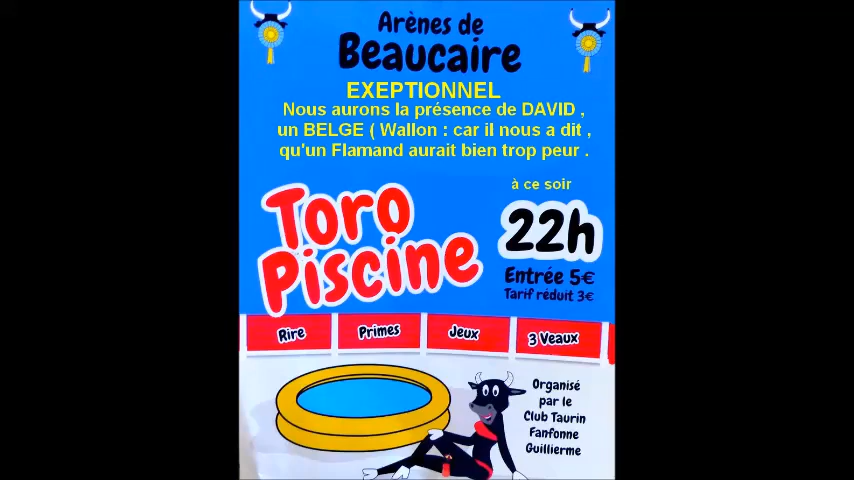 Arènes de
Beaucaire
EXEPTIONNEL
Nous aurons la présence de DAVID ,
un BELGE ( Wallon : car il nous a dit ,
qu'un Flamand aurait bien trop peur .
à ce soir
Toro
Piscine
22h
Entrée 5€
Tarif réduit 3€
Rire
Primes
Jeux
3 Veaux
Organisé
par le
Club Taurin
Fanfonne
Guillierme